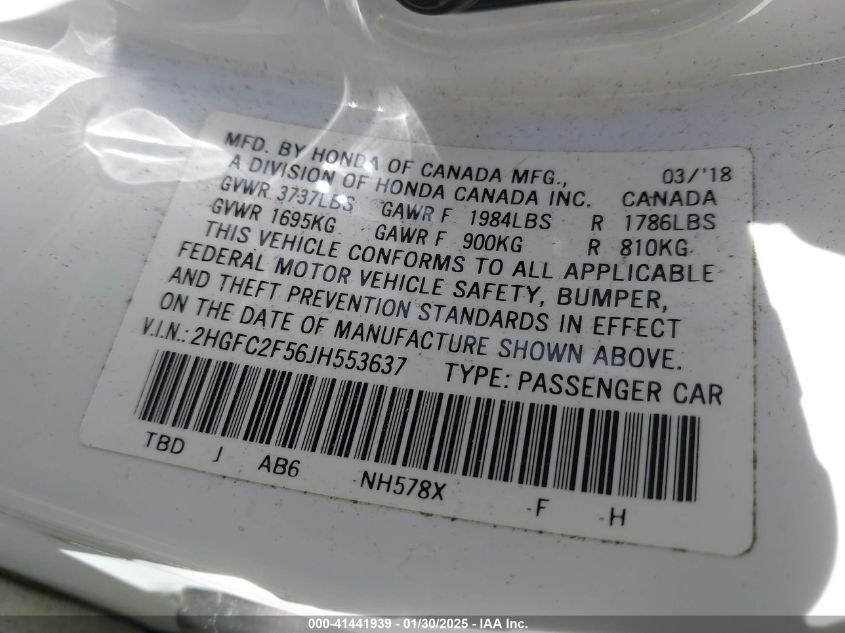 MFD. BY HONDA OF CANADA MFG., 03/'18
A DIVISION OF HONDA CANADA INC. CANADA
GVWR 3737LBS GAWR F 1984LBS R 1786LBS
GVWR 1695KG GAWR F 900KG R 810KG
THIS VEHICLE CONFORMS TO ALL APPLICABLE
FEDERAL MOTOR VEHICLE SAFETY, BUMPER,
AND THEFT PREVENTION STANDARDS IN EFFECT
ON THE DATE OF MANUFACTURE SHOWN ABOVE.
V.I.N.: 2HGFC2F56JH553637 TYPE: PASSENGER CAR
TBD J AB6 NH578X -F -H
000-41441939 - 01/30/2025 - IAA Inc.